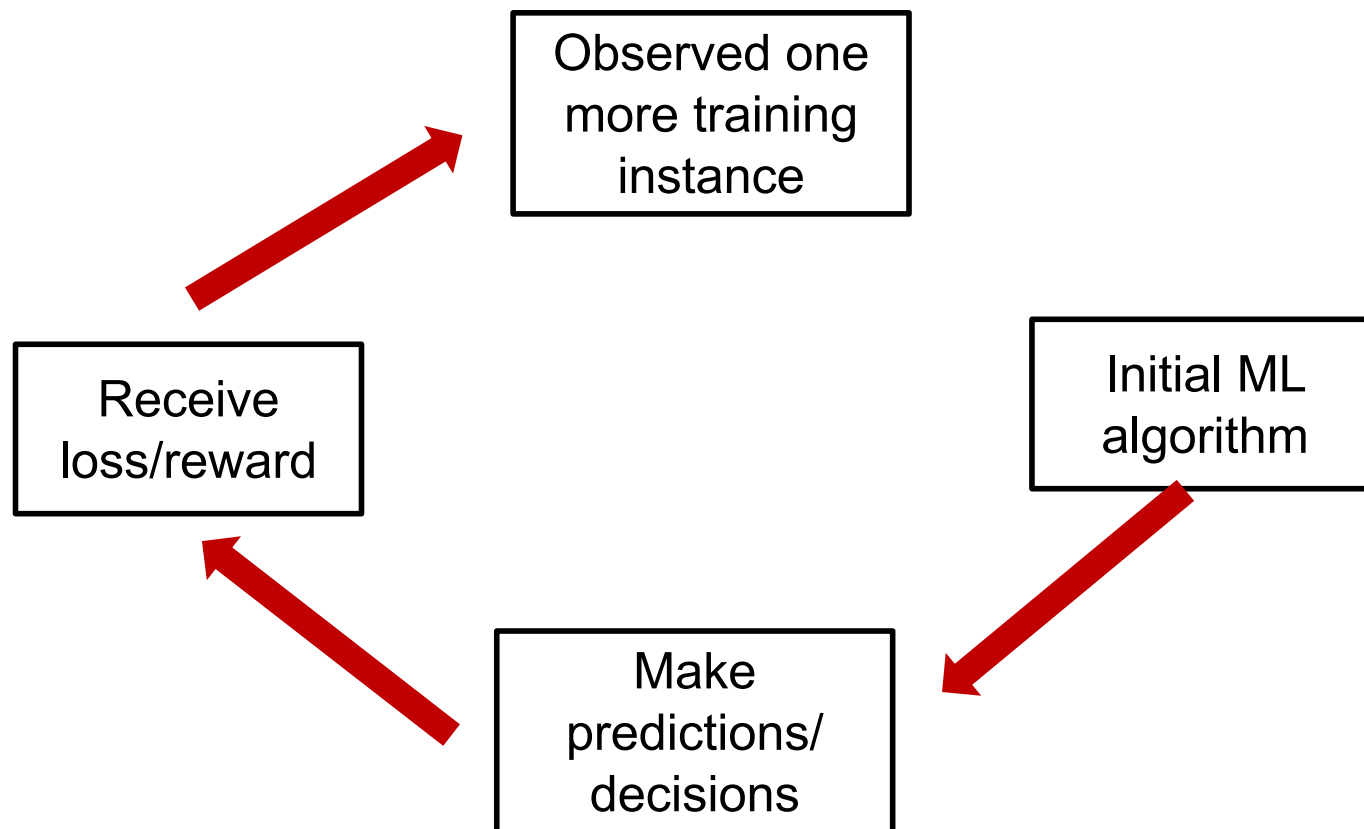 Observed one
more training
instance
Receive
loss/reward
Initial ML
algorithm
Make
predictions/
decisions